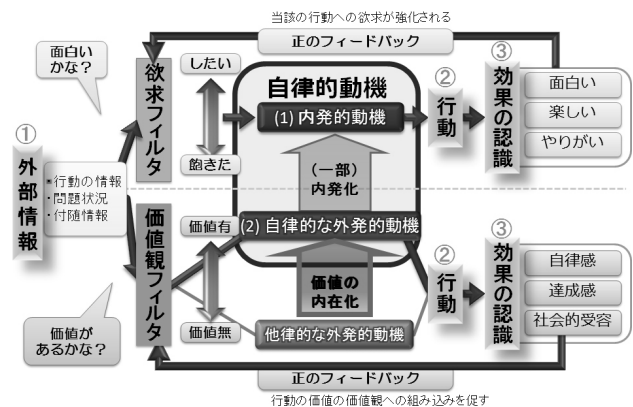 当該の行動への欲求が強化される
正のフィードバック
面白い
かな？
欲求フィルタ
したい
飽きた
自律的動機
(1) 内発的動機
（一部）
内発化
②
行動
③
効果の認識
面白い
楽しい
やりがい
①
外部情報
・行動の情報
・問題状況
・付随情報
価値観フィルタ
価値有
価値無
(2) 自律的な外発的動機
価値の
内在化
他律的な外発的動機
②
行動
③
効果の認識
自律感
達成感
社会的受容
価値が
あるかな？
正のフィードバック
行動の価値の価値観への組み込みを促す